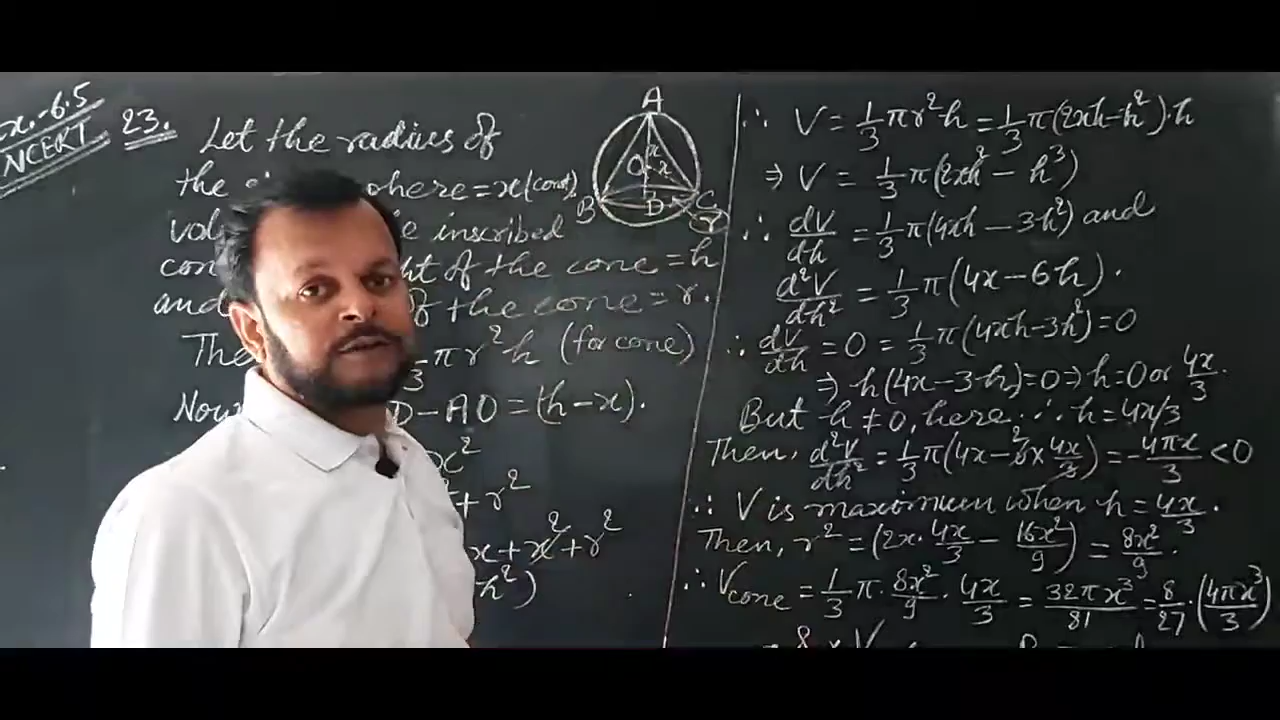 x.-6.5
NCERT
23.
Let the radius of
the here = x (const)
vol inscribed
con ht of the cone = h
and of the cone = r.
The 1/3 πr²h (for cone)
Now D-AO = (h-x).
x²
+ r²
x + x² + r²
h²)
A
O x
x
B D C
r
∴ V = 1/3 πr²h = 1/3 π(2xh-h²)·h
⇒ V = 1/3 π(2xh² - h³)
∴ dV/dh = 1/3 π(4xh - 3h²) and
d²V/dh² = 1/3 π(4x-6h).
∴ dV/dh = 0 = 1/3 π(4xh-3h²) = 0
⇒ h(4x-3h)=0 ⇒ h=0 or 4x/3.
But h ≠ 0, here ∴ h = 4x/3
Then, d²V/dh² = 1/3 π(4x - 6² x 4x/3) = -4πx/3 < 0
∴ V is maximum when h = 4x/3.
Then, r² = (2x·4x/3 - 16x²/9) = 8x²/9.
∴ Vcone = 1/3 π· 8x²/9 · 4x/3 = 32πx³/81 = 8/27·(4πx³/3)